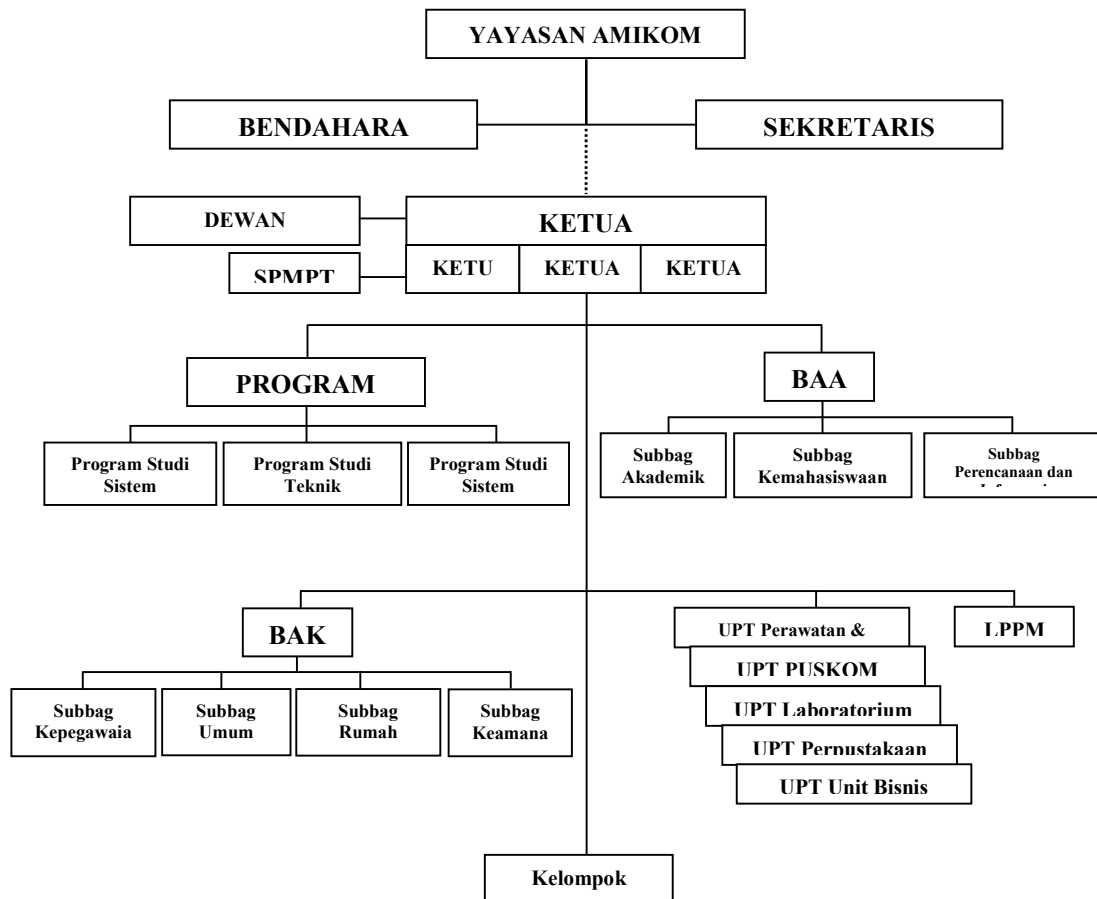 YAYASAN AMIKOM
BENDAHARA
SEKRETARIS
DEWAN
KETUA
SPMPT
KETU
KETUA
KETUA
PROGRAM
BAA
Program Studi
Sistem
Program Studi
Teknik
Program Studi
Sistem
Subbag
Akademik
Subbag
Kemahasiswaan
Subbag
Perencanaan dan
BAK
UPT Perawatan &
LPPM
UPT PUSKOM
UPT Laboratorium
UPT Perpustakaan
UPT Unit Bisnis
Subbag
Kepegawaia
Subbag
Umum
Subbag
Rumah
Subbag
Keamana
Kelompok